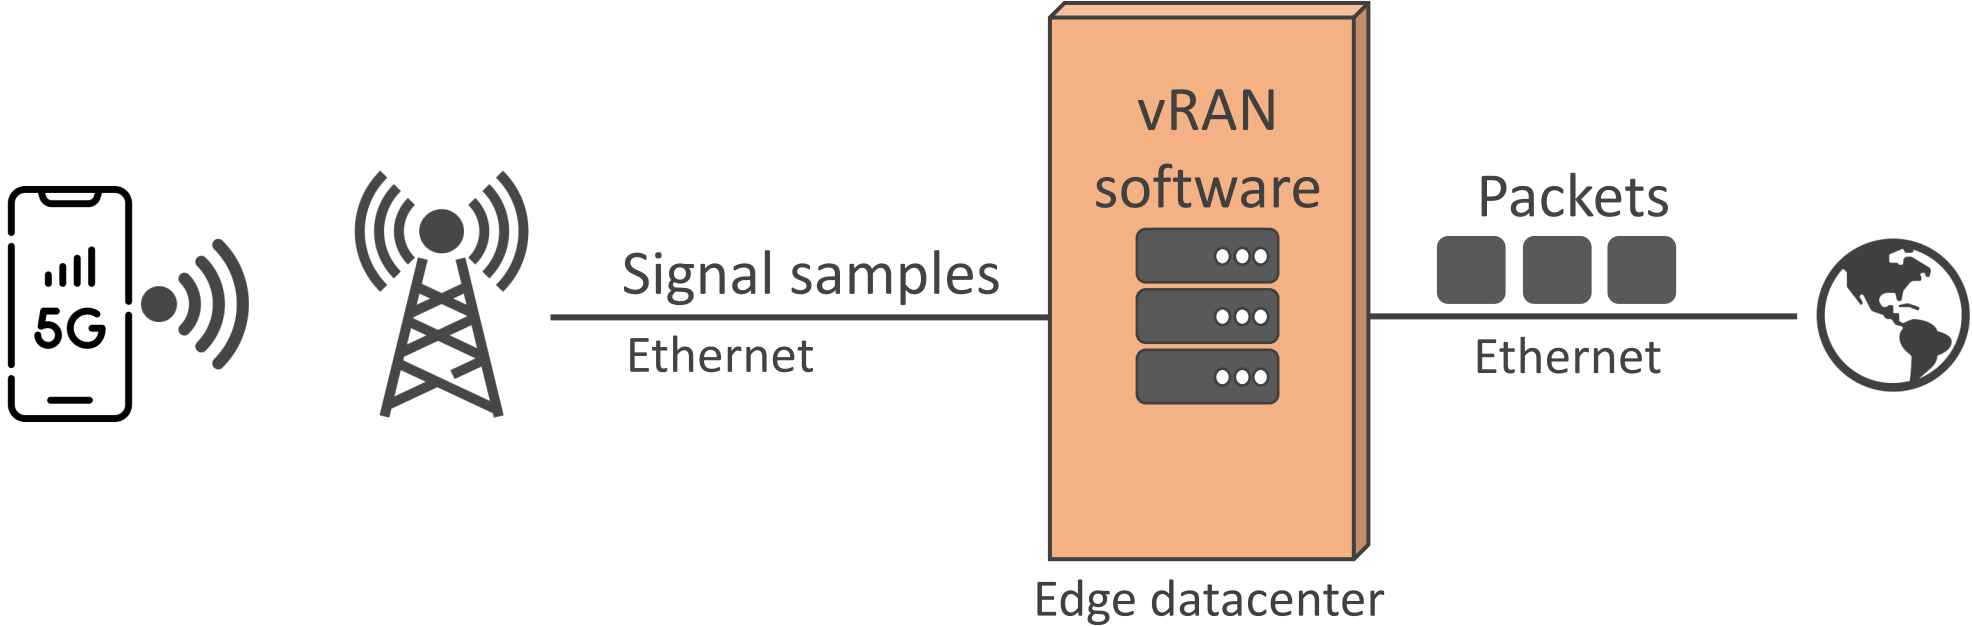 5G
Signal samples
Ethernet
vRAN
software
Edge datacenter
Packets
Ethernet